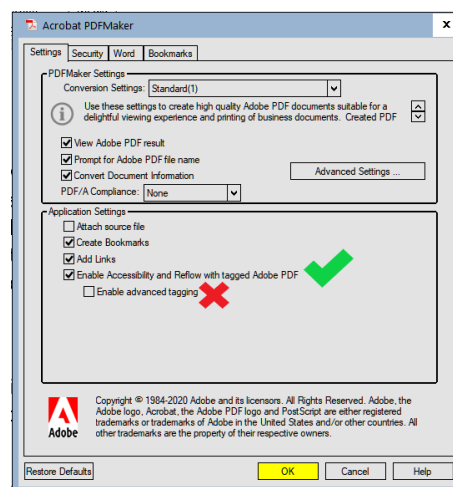 Acrobat PDFMaker
x
Settings Security Word Bookmarks
PDFMaker Settings
Conversion Settings: Standard(1)
Use these settings to create high quality Adobe PDF documents suitable for a
delightful viewing experience and printing of business documents. Created PDF
View Adobe PDF result
Prompt for Adobe PDF file name
Convert Document Information
Advanced Settings ...
PDF/A Compliance: None
Application Settings
Attach source file
Create Bookmarks
Add Links
Enable Accessibility and Reflow with tagged Adobe PDF
Enable advanced tagging
Copyright © 1984-2020 Adobe and its licensors. All Rights Reserved. Adobe, the
Adobe logo, Acrobat, the Adobe PDF logo and PostScript are either registered
trademarks or trademarks of Adobe in the United States and/or other countries. All
other trademarks are the property of their respective owners.
Adobe
Restore Defaults OK Cancel Help